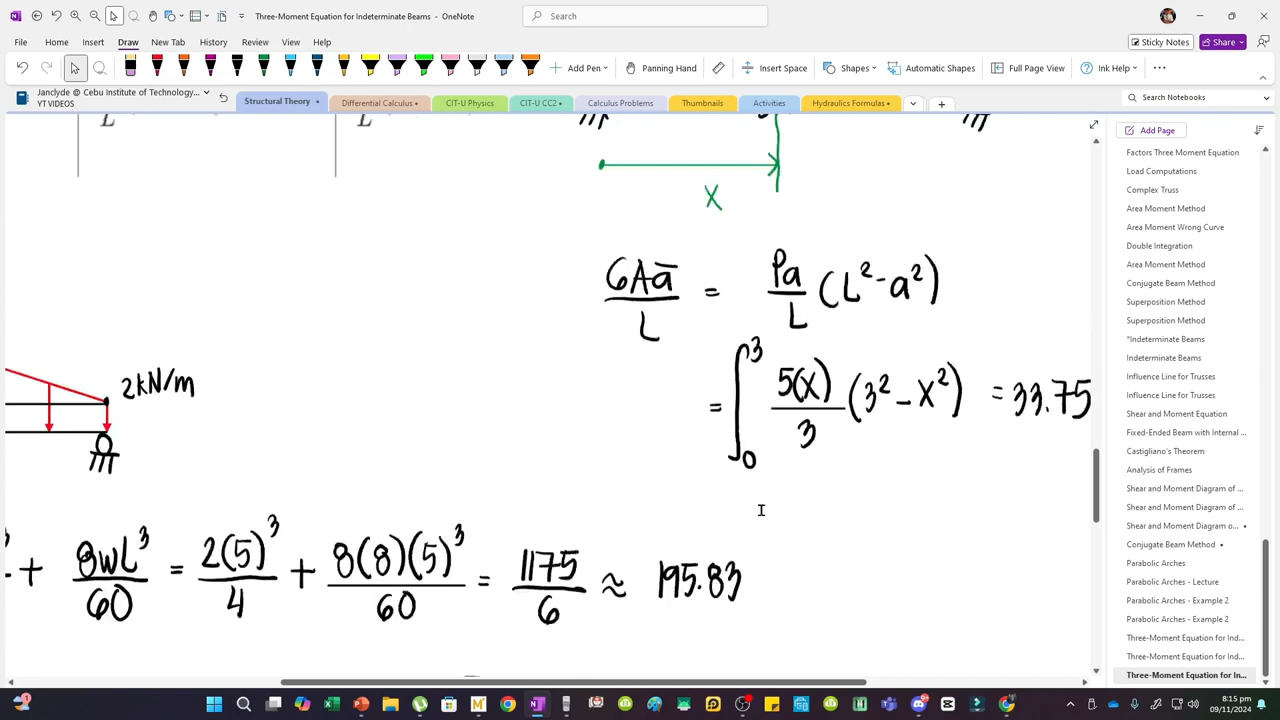 Three-Moment Equation for Indeterminate Beams - OneNote
Search
File Home Insert Draw New Tab History Review View Help
Sticky Notes Share
Add Pen Panning Hand Insert Space Shapes Automatic Shapes Full Page View Ink Help
Janclyde @ Cebu Institute of Technology...
YT VIDEOS
Structural Theory Differential Calculus CIT-U Physics CIT-U CC2 Calculus Problems Thumbnails Activities Hydraulics Formulas
Search Notebooks
Add Page
Factors Three Moment Equation
Load Computations
Complex Truss
Area Moment Method
Area Moment Wrong Curve
Double Integration
Area Moment Method
Conjugate Beam Method
Superposition Method
Superposition Method
*Indeterminate Beams
Indeterminate Beams
Influence Line for Trusses
Influence Line for Trusses
Shear and Moment Equation
Fixed-Ended Beam with Internal ...
Castigliano's Theorem
Analysis of Frames
Shear and Moment Diagram of ...
Shear and Moment Diagram of ...
Shear and Moment Diagram o...
Conjugate Beam Method
Parabolic Arches
Parabolic Arches - Lecture
Parabolic Arches - Example 2
Parabolic Arches - Example 2
Three-Moment Equation for Ind...
Three-Moment Equation for Ind...
Three-Moment Equation for In...
L L
X
6Aā/L = Pa/L (L² - a²)
= ∫₀³ 5(x)/3 (3² - x²) = 33.75
2kN/m
+ 8wL³/60 = 2(5)³/4 + 8(8)(5)³/60 = 1175/6 ≈ 195.83
8:15 pm
09/11/2024